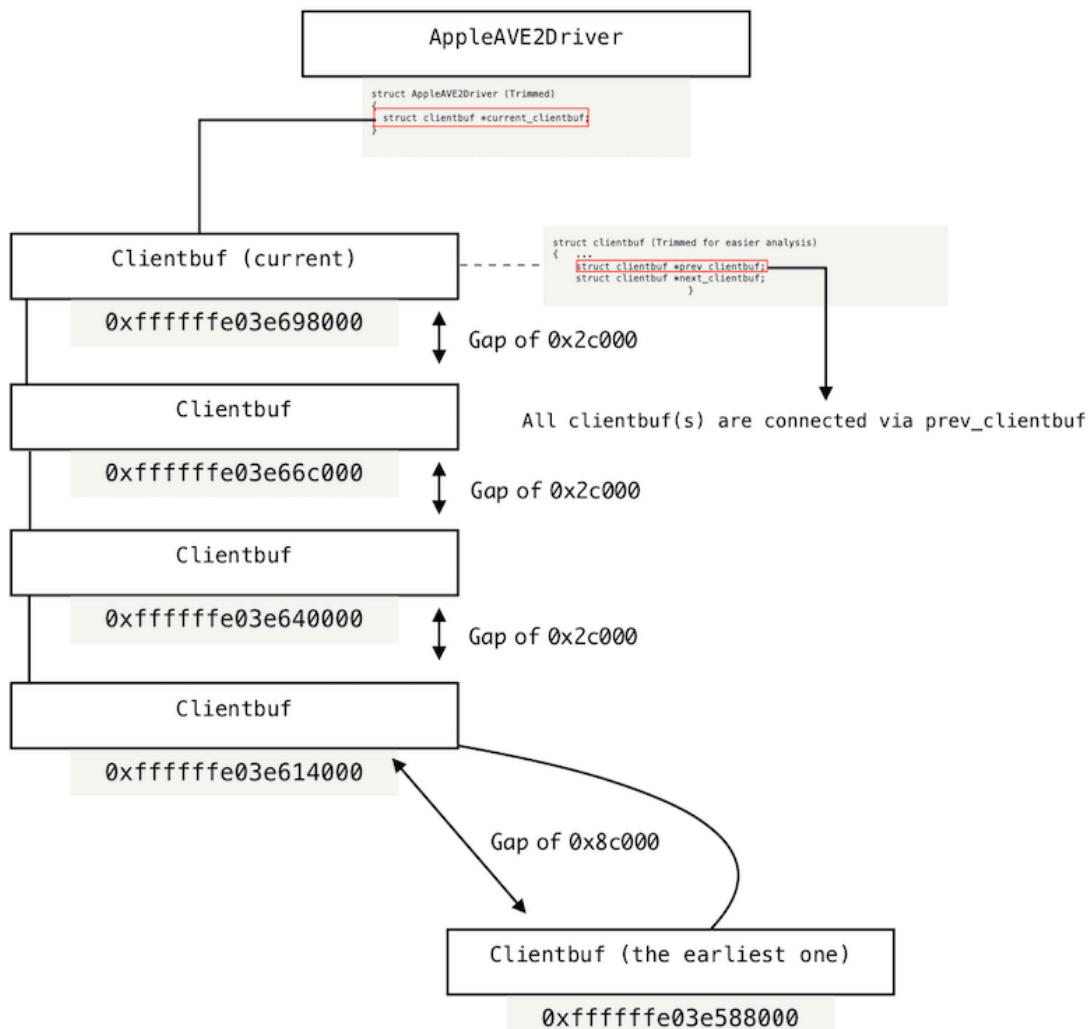 AppleAVE2Driver
struct AppleAVE2Driver (Trimmed)
{
struct clientbuf *current_clientbuf;
}
Clientbuf (current)
0xffffffe03e698000
struct clientbuf (Trimmed for easier analysis)
{ ...
struct clientbuf *prev_clientbuf;
struct clientbuf *next_clientbuf;
}
Gap of 0x2c000
Clientbuf
0xffffffe03e66c000
All clientbuf(s) are connected via prev_clientbuf
Gap of 0x2c000
Clientbuf
0xffffffe03e640000
Gap of 0x2c000
Clientbuf
0xffffffe03e614000
Gap of 0x8c000
Clientbuf (the earliest one)
0xffffffe03e588000